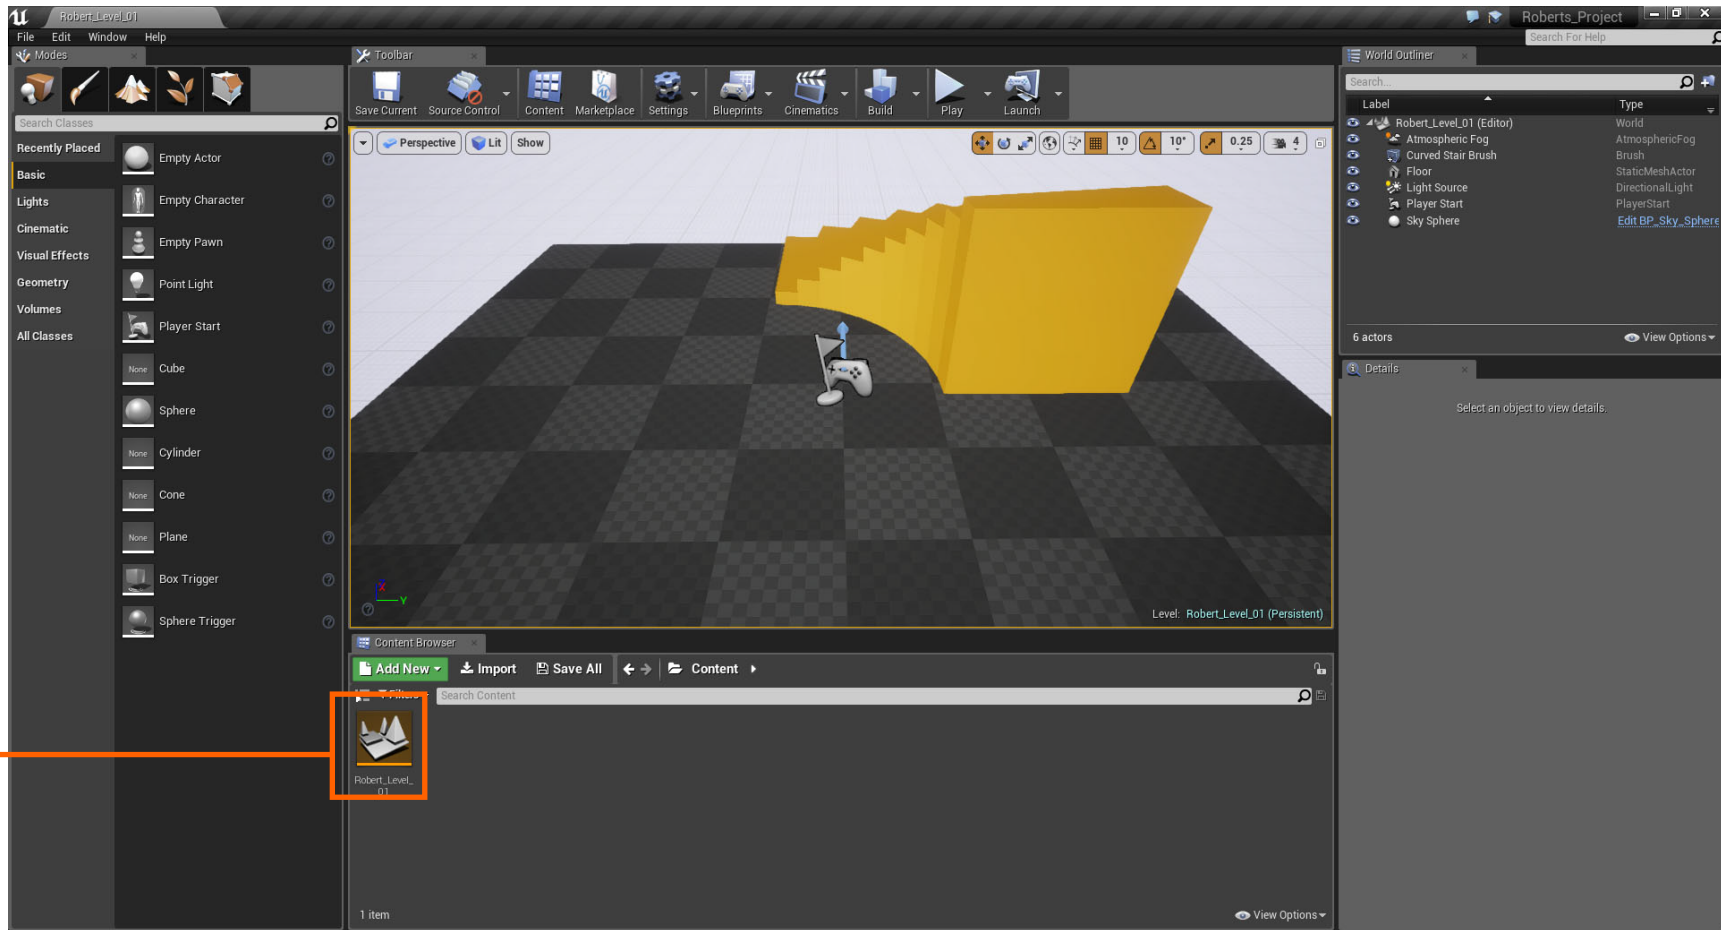 Robert_Level_01
Roberts_Project
File Edit Window Help
Search For Help
Modes
Toolbar
World Outliner
Save Current Source Control Content Marketplace Settings Blueprints Cinematics Build Play Launch
Search Classes
Recently Placed
Basic
Lights
Cinematic
Visual Effects
Geometry
Volumes
All Classes
Empty Actor
Empty Character
Empty Pawn
Point Light
Player Start
None Cube
Sphere
None Cylinder
None Cone
None Plane
Box Trigger
Sphere Trigger
Perspective Lit Show
10 10° 0.25 4
X
Y
Level: Robert_Level_01 (Persistent)
Search...
Label Type
Robert_Level_01 (Editor) World
Atmospheric Fog AtmosphericFog
Curved Stair Brush Brush
Floor StaticMeshActor
Light Source DirectionalLight
Player Start PlayerStart
Sky Sphere Edit BP_Sky_Sphere
6 actors View Options
Details
Select an object to view details.
Content Browser
Add New Import Save All Content
Filters Search Content
Robert_Level_
01
1 item View Options